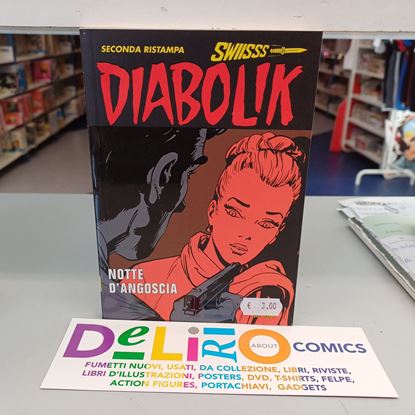 SECONDA RISTAMPA
SWIISSS
DIABOLIK
NOTTE
D'ANGOSCIA
€ 3,00
DeLiRiO ABOUT COMICS
FUMETTI NUOVI, USATI, DA COLLEZIONE, LIBRI, RIVISTE,
LIBRI D'ILLUSTRAZIONI, POSTERS, DVD, T-SHIRTS, FELPE,
ACTION FIGURES, PORTACHIAVI, GADGETS